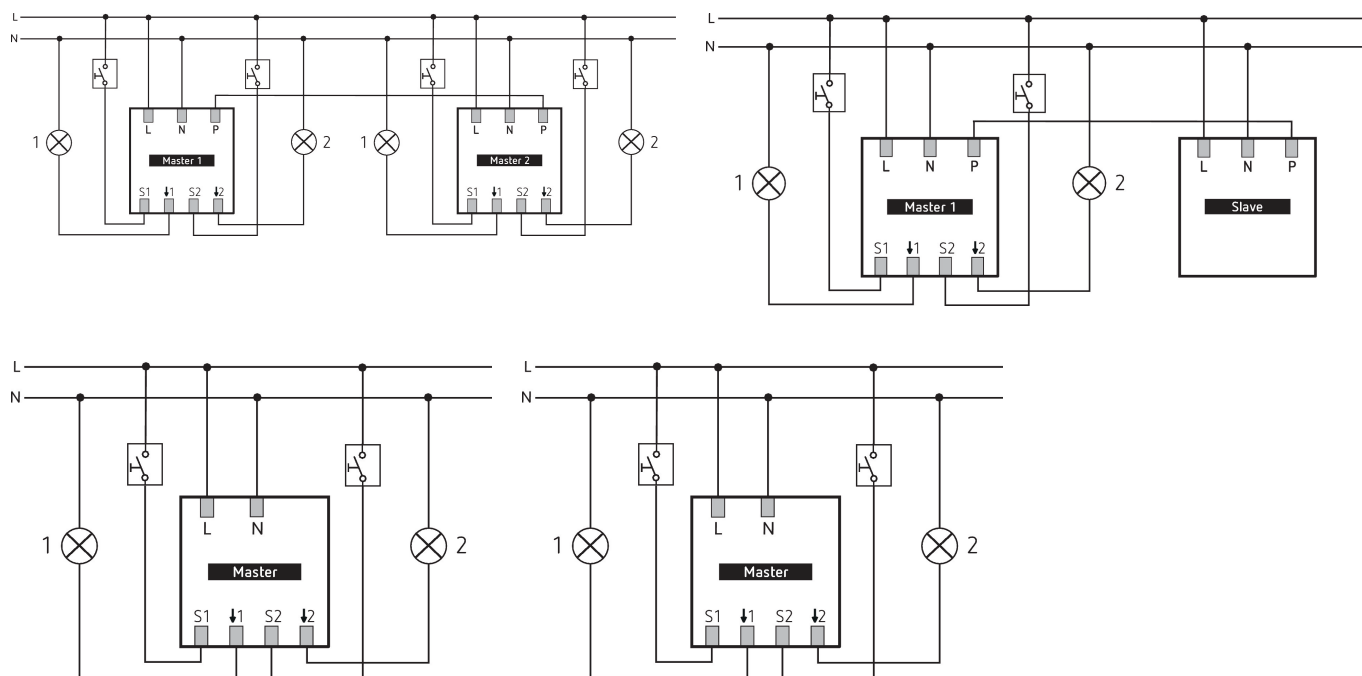 L
N
1 2 1 2
L N P L N P
Master 1 Master 2
S1 ↓1 S2 ↓2 S1 ↓1 S2 ↓2
L
N
L N P L N P
1 2
Master 1 Slave
S1 ↓1 S2 ↓2
L
N
L N
1 2
Master
S1 ↓1 S2 ↓2
L
N
L N
1 2
Master
S1 ↓1 S2 ↓2